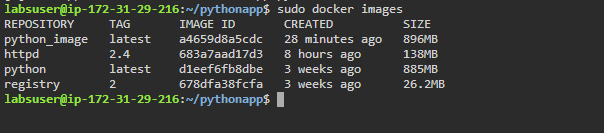 labsuser@ip-172-31-29-216:~/pythonapp$ sudo docker images
REPOSITORY TAG IMAGE ID CREATED SIZE
python_image latest a4659d8a5cdc 28 minutes ago 896MB
httpd 2.4 683a7aad17d3 8 hours ago 138MB
python latest d1eef6fb8dbe 3 weeks ago 885MB
registry 2 678dfa38fcfa 3 weeks ago 26.2MB
labsuser@ip-172-31-29-216:~/pythonapp$